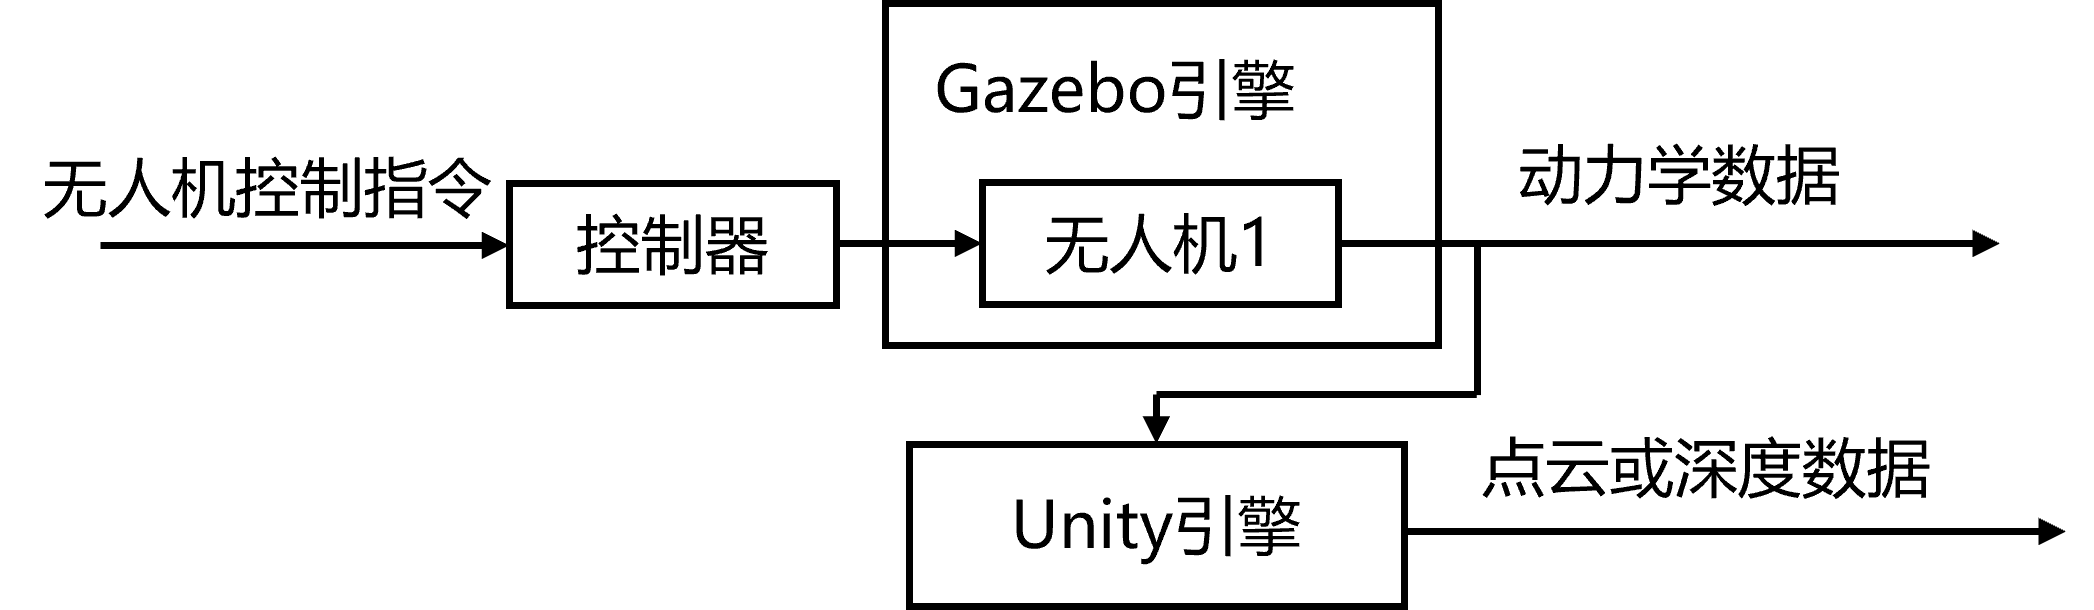 Gazebo引擎
无人机控制指令
控制器
无人机1
动力学数据
Unity引擎
点云或深度数据